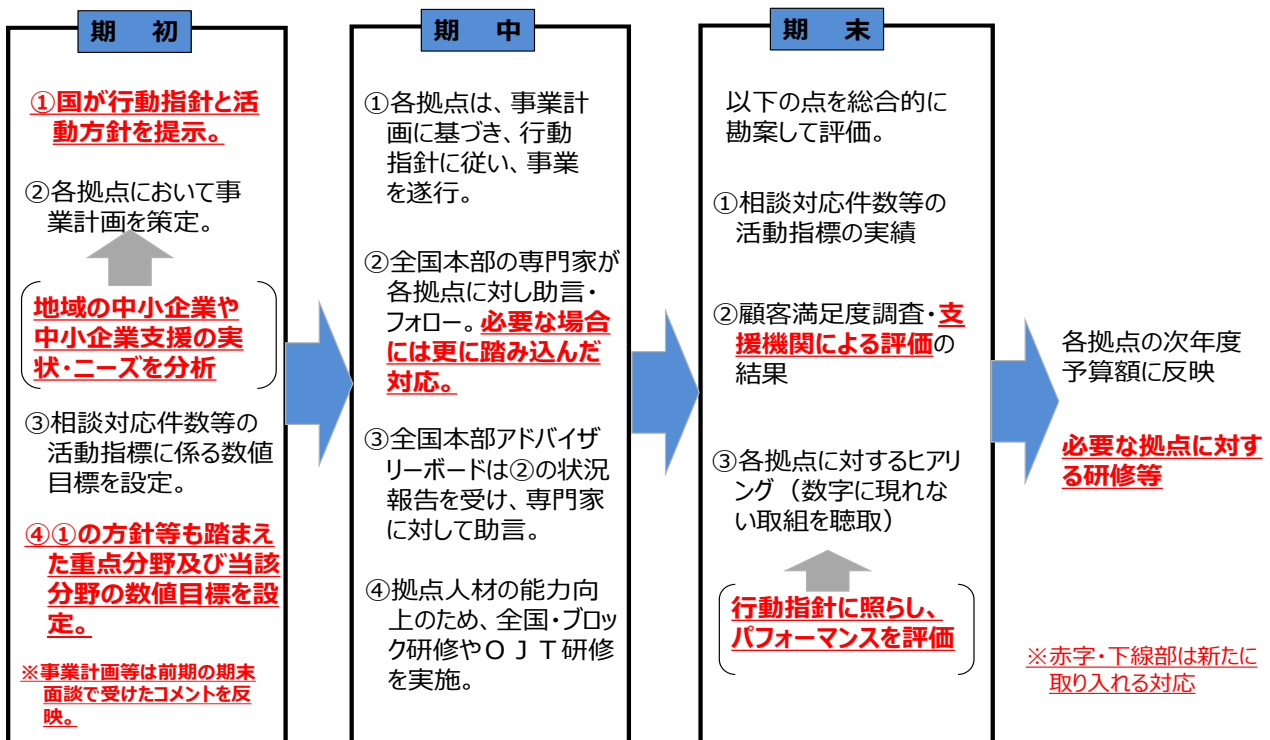 期 初
①国が行動指針と活
動方針を提示。
②各拠点において事
業計画を策定。
地域の中小企業や
中小企業支援の実
状・ニーズを分析
③相談対応件数等の
活動指標に係る数値
目標を設定。
④①の方針等も踏まえ
た重点分野及び当該
分野の数値目標を設
定。
※事業計画等は前期の期末
面談で受けたコメントを反
映。
期 中
①各拠点は、事業計
画に基づき、行動
指針に従い、事業
を遂行。
②全国本部の専門家が
各拠点に対し助言・
フォロー。必要な場合
には更に踏み込んだ
対応。
③全国本部アドバイザ
リーボードは②の状況
報告を受け、専門家
に対して助言。
④拠点人材の能力向
上のため、全国・ブロッ
ク研修やOJT研修
を実施。
期 末
以下の点を総合的に
勘案して評価。
①相談対応件数等の
活動指標の実績
②顧客満足度調査・支
援機関による評価の
結果
③各拠点に対するヒアリ
ング（数字に現れな
い取組を聴取）
行動指針に照らし、
パフォーマンスを評価
各拠点の次年度
予算額に反映
必要な拠点に対す
る研修等
※赤字・下線部は新たに
取り入れる対応